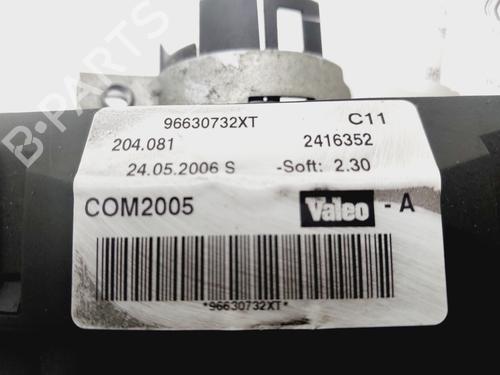 B-PARTS
96630732XT C11
204.081 2416352
24.05.2006 S -Soft: 2.30
COM2005 Valeo - A
*96630732XT*